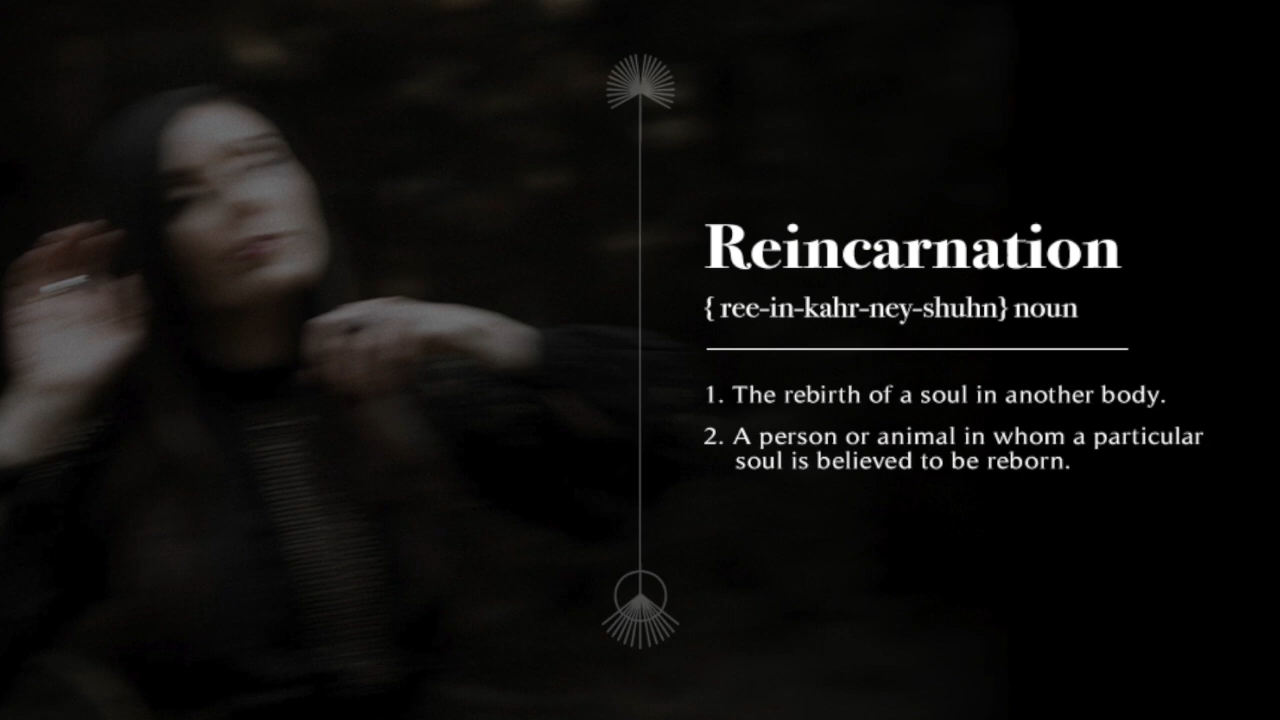 Reincarnation
{ ree-in-kahr-ney-shuhn} noun
1. The rebirth of a soul in another body.
2. A person or animal in whom a particular
soul is believed to be reborn.